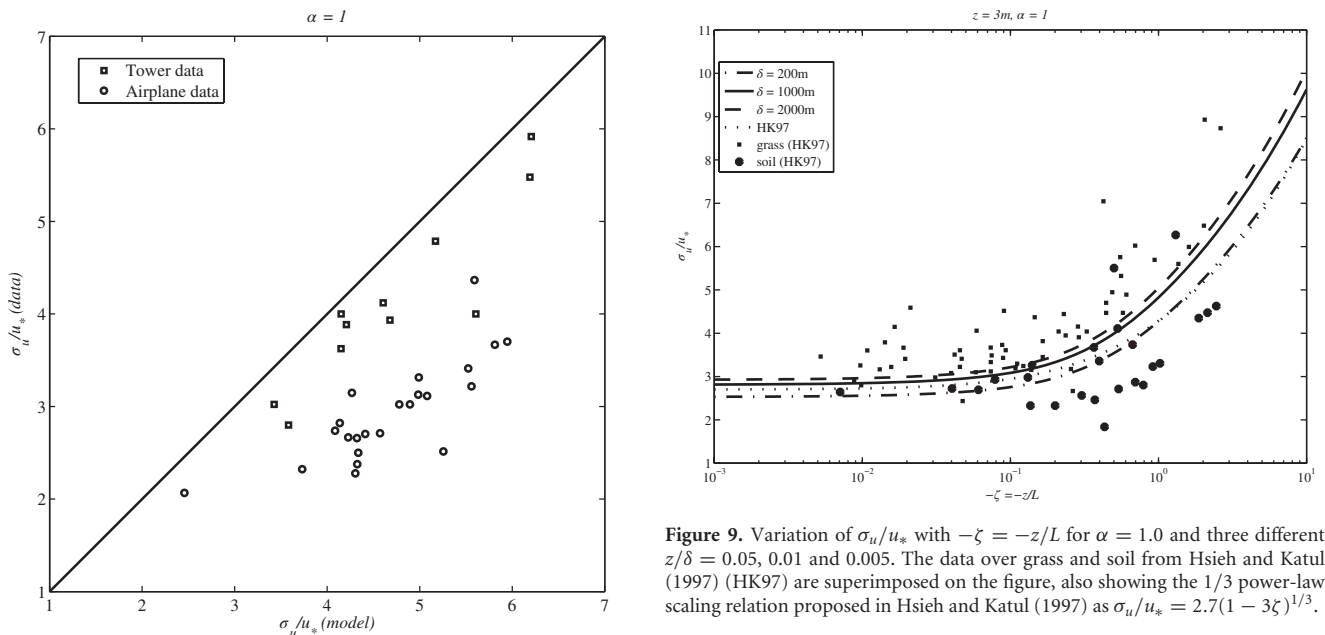 α = 1
7
6
5
4
3
2
1
σu/u* (data)
Tower data
Airplane data
1 2 3 4 5 6 7
σu/u* (model)
z = 3m, α = 1
11
10
9
8
7
6
5
4
3
2
1
σu/u*
δ = 200m
δ = 1000m
δ = 2000m
HK97
grass (HK97)
soil (HK97)
10⁻³ 10⁻² 10⁻¹ 10⁰ 10¹
−ζ =−z/L
Figure 9. Variation of σu/u* with −ζ = −z/L for α = 1.0 and three different
z/δ = 0.05, 0.01 and 0.005. The data over grass and soil from Hsieh and Katul
(1997) (HK97) are superimposed on the figure, also showing the 1/3 power-law
scaling relation proposed in Hsieh and Katul (1997) as σu/u* = 2.7(1 − 3ζ)^1/3.